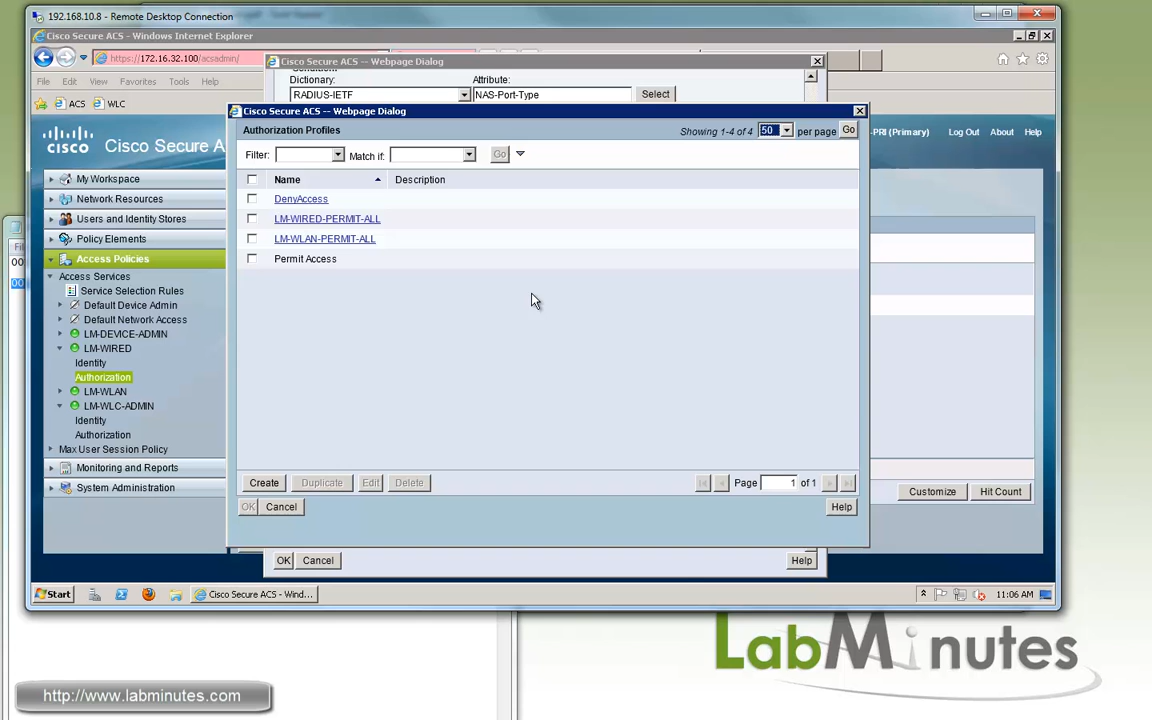 192.168.10.8 - Remote Desktop Connection
Cisco Secure ACS - Windows Internet Explorer
https://172.16.32.100/acsadmin/
Cisco Secure ACS -- Webpage Dialog
File Edit View Favorites Tools Help
Dictionary: Attribute:
RADIUS-IETF NAS-Port-Type Select
ACS WLC
Cisco Secure ACS -- Webpage Dialog
Authorization Profiles Showing 1-4 of 4 50 per page Go
cisco Cisco Secure A -PRI (Primary) Log Out About Help
Filter: Match if: Go
My Workspace
Network Resources
Users and Identity Stores
Policy Elements
Access Policies
Access Services
Service Selection Rules
Default Device Admin
Default Network Access
LM-DEVICE-ADMIN
LM-WIRED
Identity
Authorization
LM-WLAN
LM-WLC-ADMIN
Identity
Authorization
Max User Session Policy
Monitoring and Reports
System Administration
Name Description
DenyAccess
LM-WIRED-PERMIT-ALL
LM-WLAN-PERMIT-ALL
Permit Access
Create Duplicate Edit Delete Page 1 of 1
OK Cancel Help
Customize Hit Count
OK Cancel Help
Start Cisco Secure ACS - Wind... 11:06 AM
LabMinutes
http://www.labminutes.com